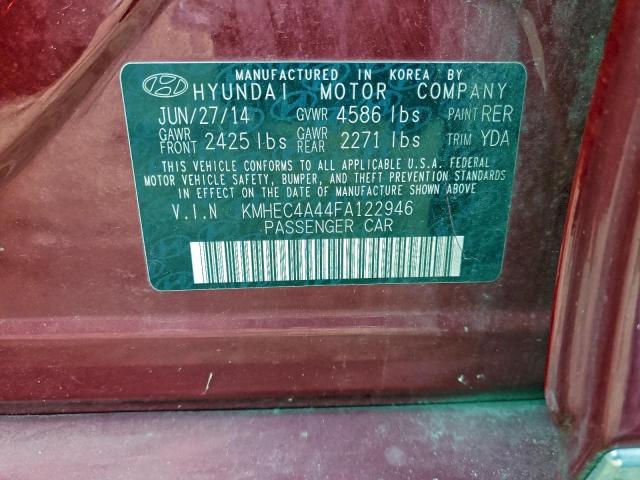 MANUFACTURED IN KOREA BY
HYUNDAI MOTOR COMPANY
JUN/27/14 GVWR 4586 lbs PAINT RER
GAWR FRONT 2425 lbs GAWR REAR 2271 lbs TRIM YDA
THIS VEHICLE CONFORMS TO ALL APPLICABLE U.S.A. FEDERAL
MOTOR VEHICLE SAFETY, BUMPER, AND THEFT PREVENTION STANDARDS
IN EFFECT ON THE DATE OF MANUFACTURE SHOWN ABOVE
V.I.N KMHEC4A44FA122946
PASSENGER CAR